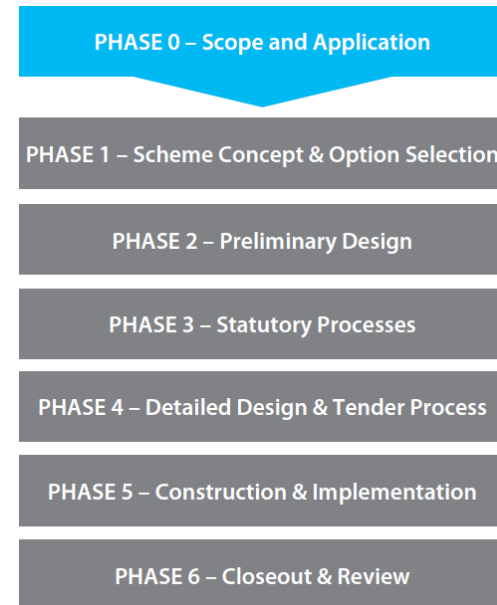 PHASE 0 – Scope and Application
PHASE 1 – Scheme Concept & Option Selection
PHASE 2 – Preliminary Design
PHASE 3 – Statutory Processes
PHASE 4 – Detailed Design & Tender Process
PHASE 5 – Construction & Implementation
PHASE 6 – Closeout & Review